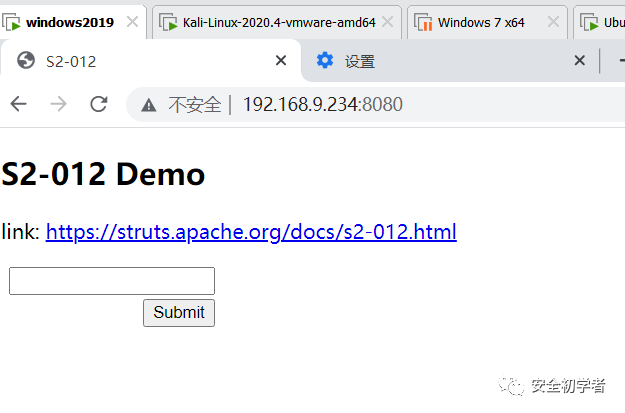 windows2019 Kali-Linux-2020.4-vmware-amd64 Windows 7 x64 Ubu
S2-012 设置
不安全 192.168.9.234:8080
S2-012 Demo
link: https://struts.apache.org/docs/s2-012.html
Submit
安全初学者